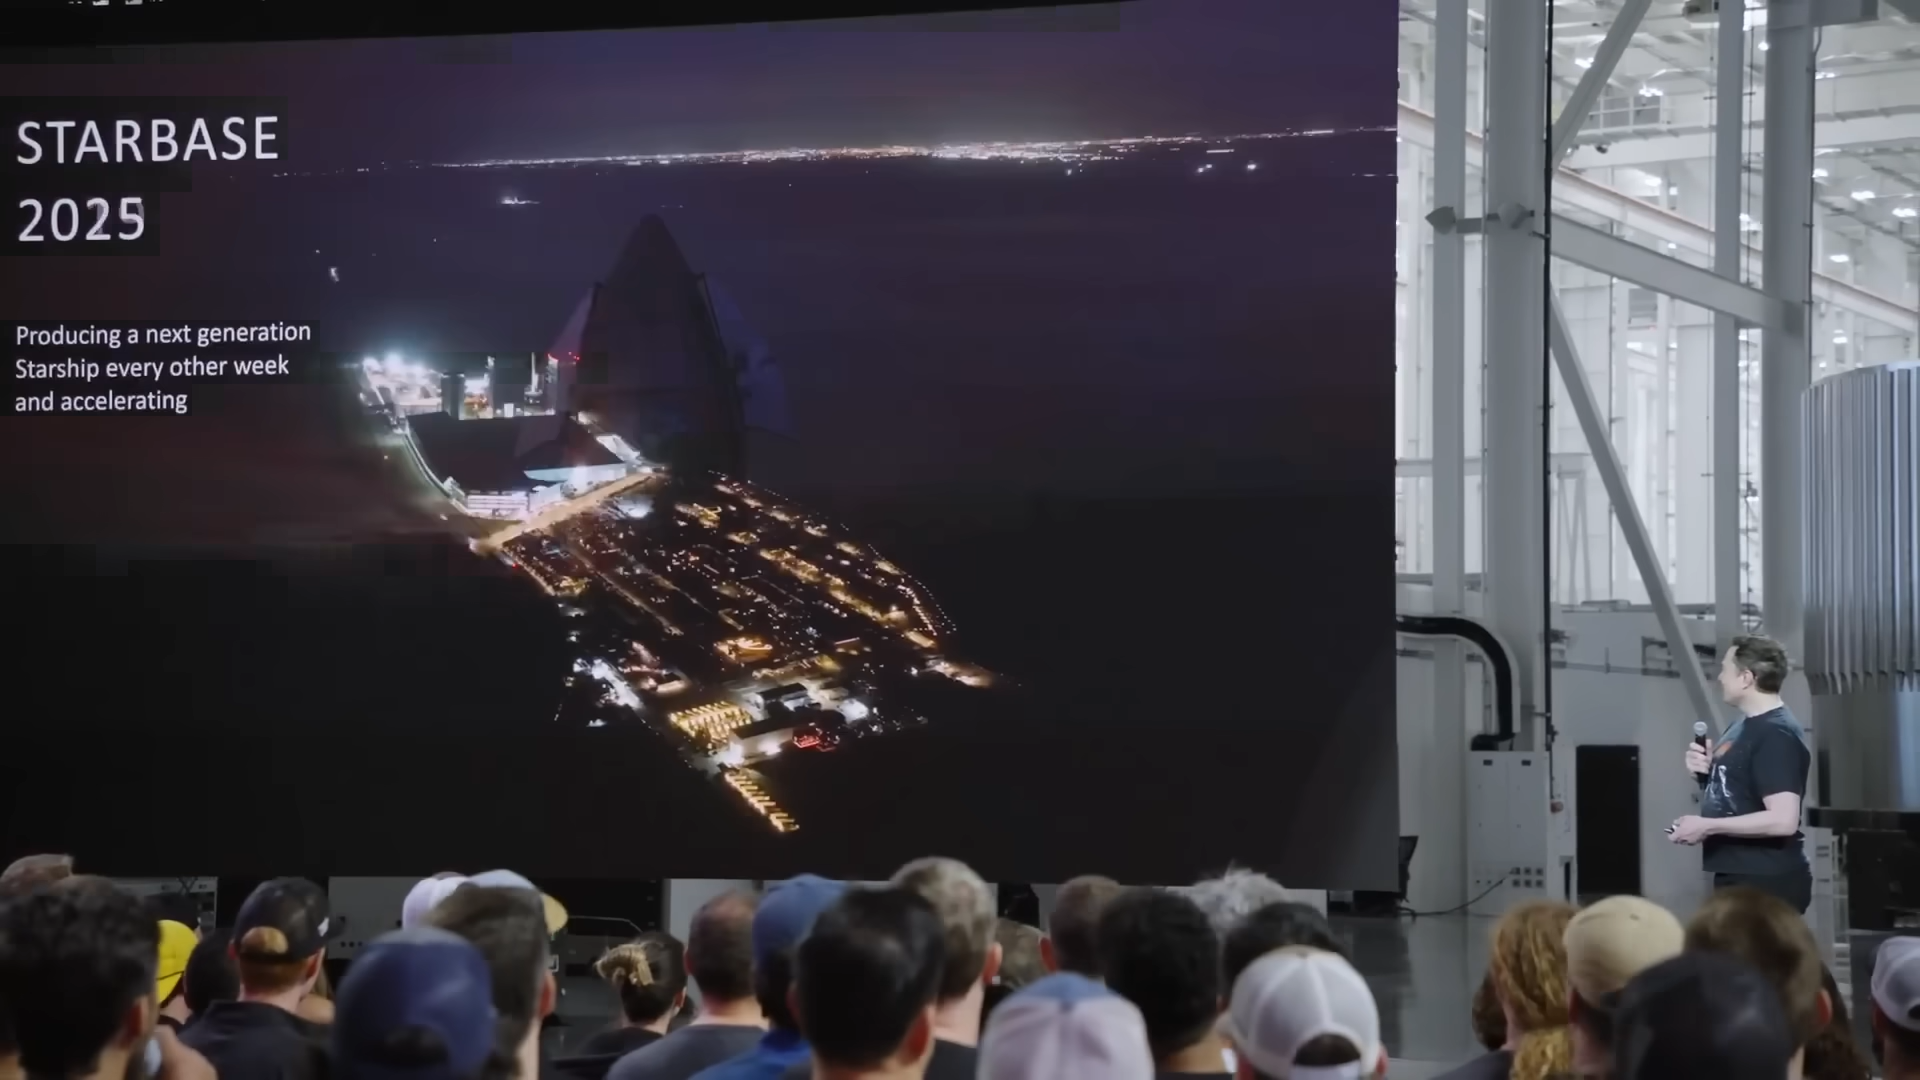 STARBASE
2025
Producing a next generation
Starship every other week
and accelerating